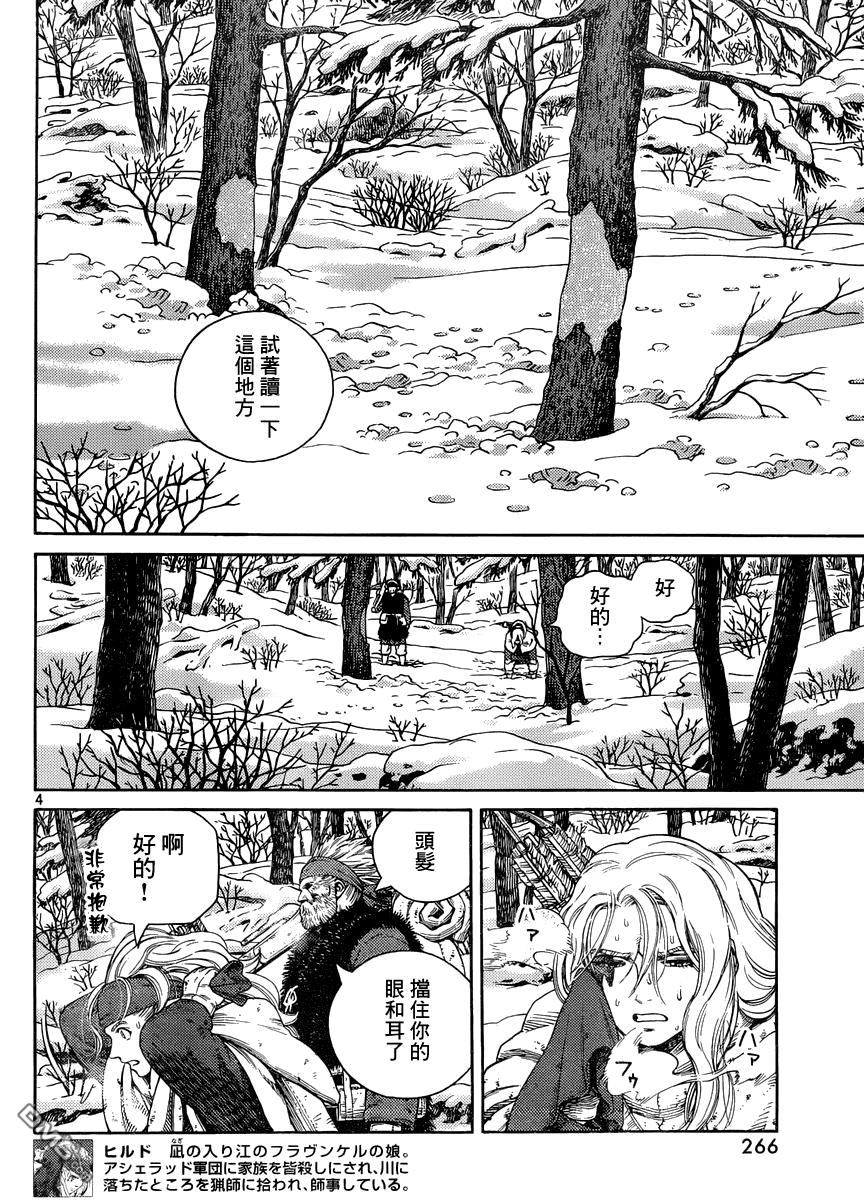 試著讀一下
這個地方
好
好的…
4
頭髮
擋住你的
眼和耳了
啊
好的！
非常抱歉
ハァ
ハァ
フゥ
266
ヒルド　凪の入り江のフラヴンケルの娘。
なぎ
アシェラッド軍団に家族を皆殺しにされ、川に
落ちたところを猟師に拾われ、師事している。